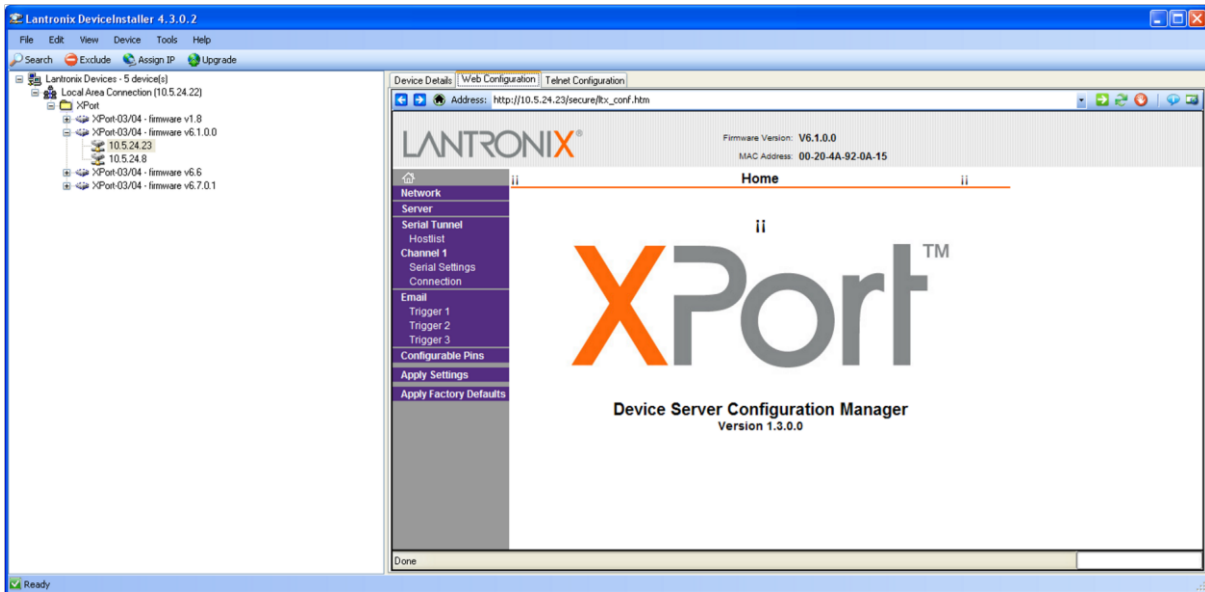 Lantronix DeviceInstaller 4.3.0.2
File Edit View Device Tools Help
Search Exclude Assign IP Upgrade
Lantronix Devices - 5 device(s)
Local Area Connection (10.5.24.22)
XPort
XPort-03/04 - firmware v1.8
XPort-03/04 - firmware v6.1.0.0
10.5.24.23
10.5.24.8
XPort-03/04 - firmware v6.6
XPort-03/04 - firmware v6.7.0.1
Device Details Web Configuration Telnet Configuration
Address: http://10.5.24.23/secure/ltx_conf.htm
LANTRONIX®
Firmware Version: V6.1.0.0
MAC Address: 00-20-4A-92-0A-15
¡¡ Home ¡¡
Network
Server
Serial Tunnel
Hostlist
Channel 1
Serial Settings
Connection
Email
Trigger 1
Trigger 2
Trigger 3
Configurable Pins
Apply Settings
Apply Factory Defaults
¡¡
XPort™
Device Server Configuration Manager
Version 1.3.0.0
Done
Ready